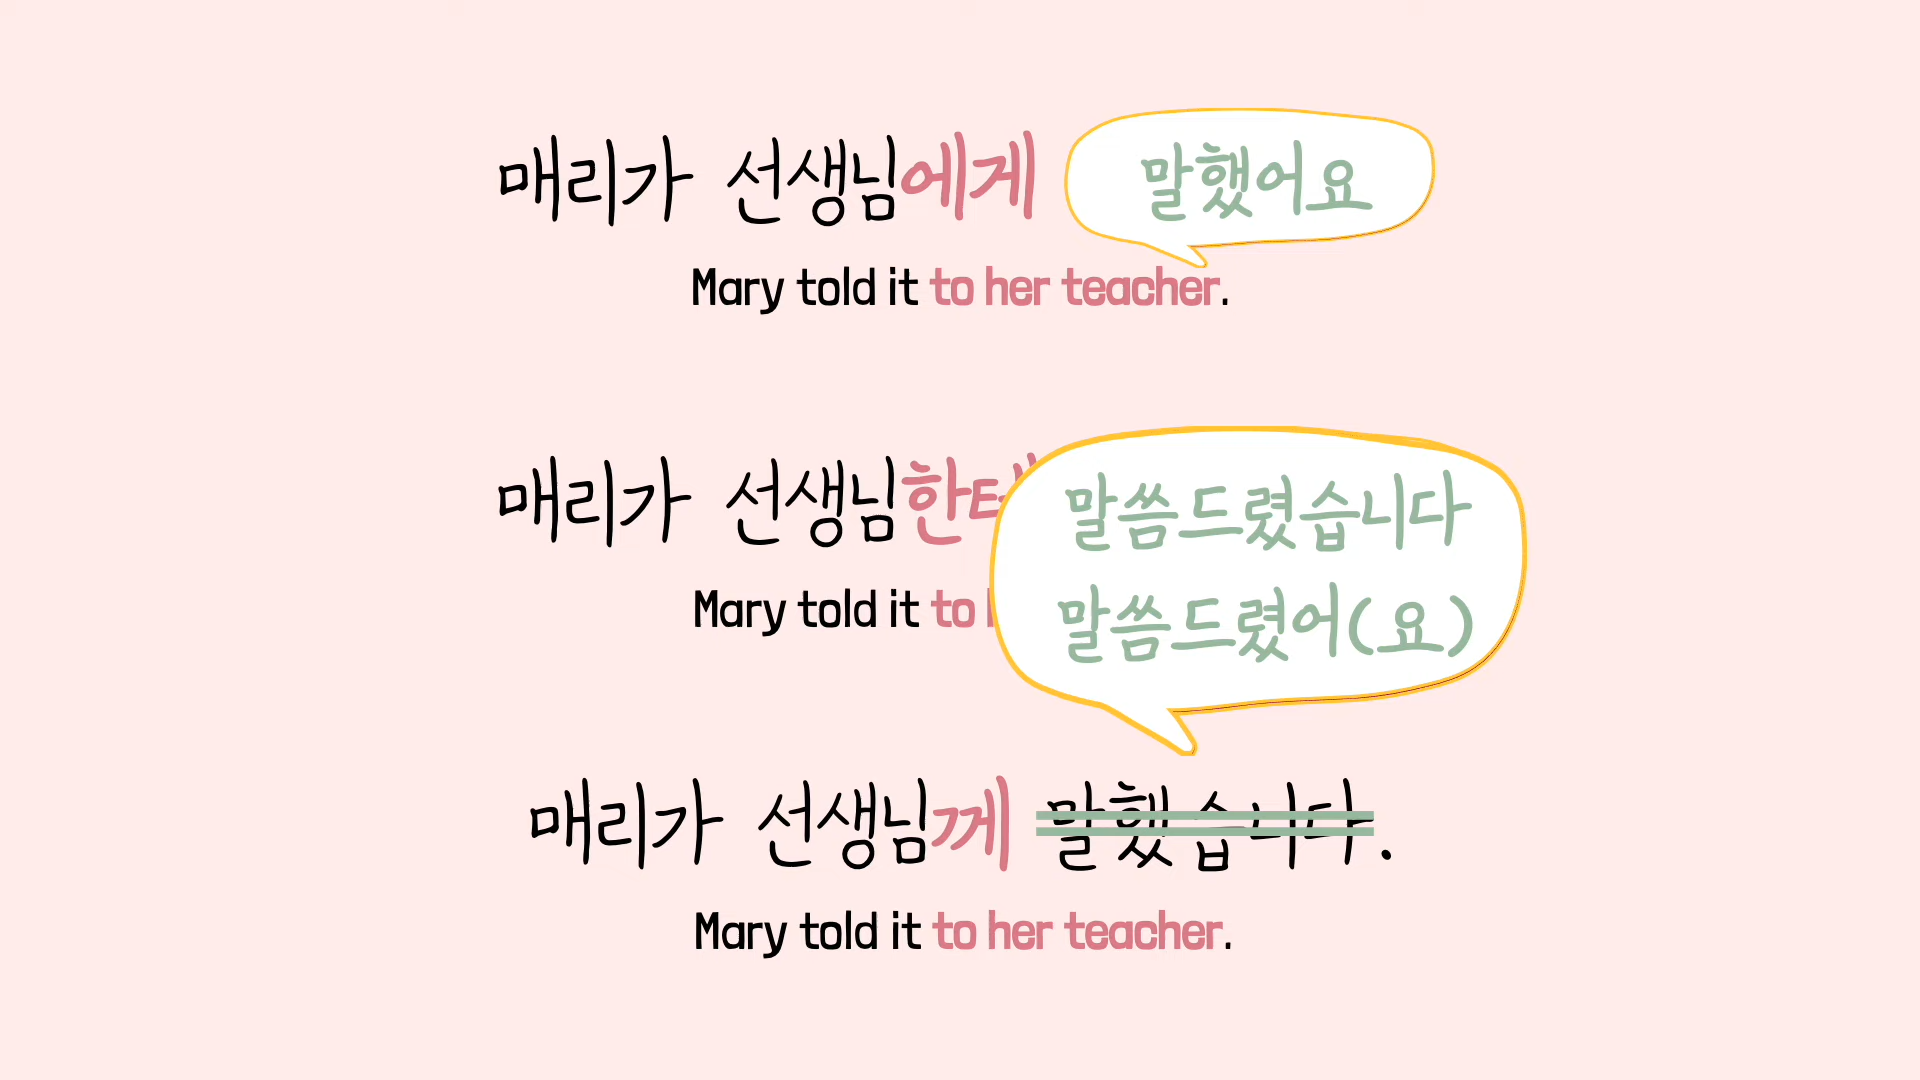 매리가 선생님에게 말했어요
Mary told it to her teacher.
매리가 선생님한테
말씀드렸습니다
말씀드렸어(요)
Mary told it to
매리가 선생님께 말했습니다.
Mary told it to her teacher.